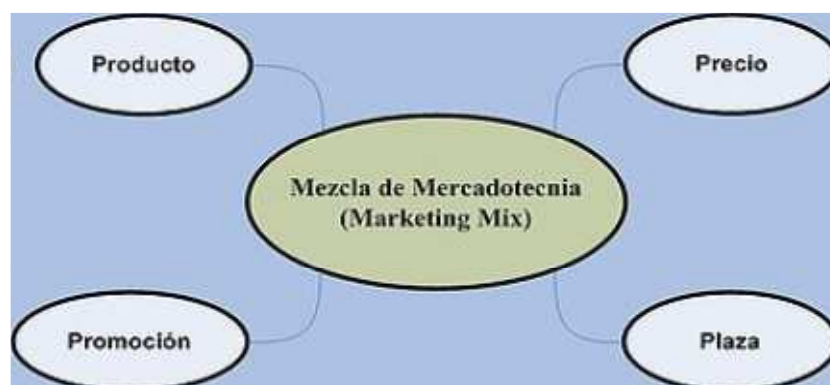 Producto
Precio
Mezcla de Mercadotecnia
(Marketing Mix)
Promoción
Plaza